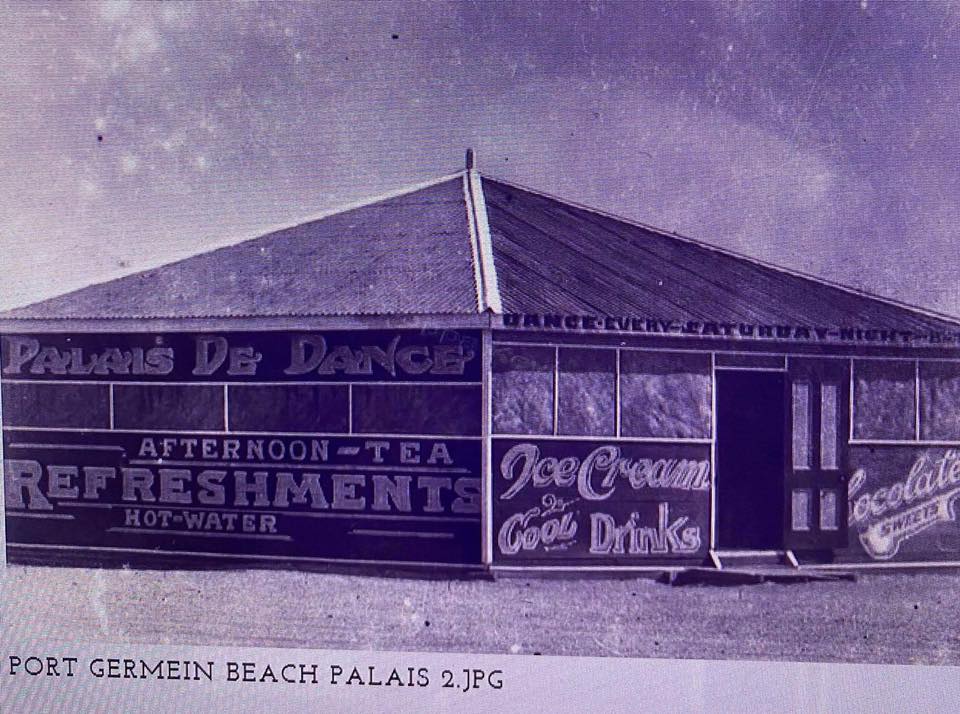 PALAIS DE DANCE
AFTERNOON - TEA
REFRESHMENTS
HOT-WATER
DANCE·EVERY·SATURDAY·NIGHT
Ice Cream
Cool Drinks
ocolate
SWEETS
PORT GERMEIN BEACH PALAIS 2.JPG